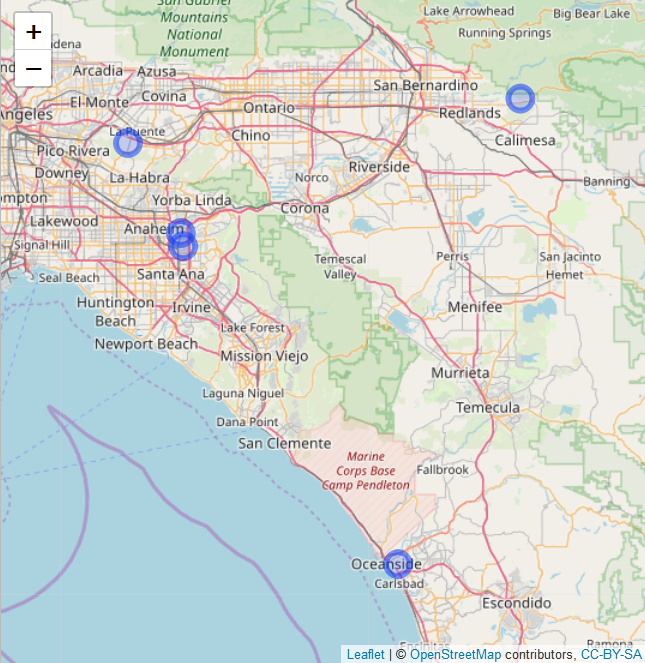 San Gabriel
Mountains
National
Monument
Lake Arrowhead
Big Bear Lake
Running Springs
+
−
Arcadia
Azusa
San Bernardino
Covina
El Monte
Ontario
Redlands
La Puente
Chino
Calimesa
Pico Rivera
Riverside
Downey
La Habra
Norco
Banning
Yorba Linda
Corona
Lakewood
Anaheim
Signal Hill
Temescal
Valley
Perris
San Jacinto
Hemet
Seal Beach
Santa Ana
Huntington
Beach
Irvine
Menifee
Lake Forest
Newport Beach
Mission Viejo
Murrieta
Laguna Niguel
Temecula
Dana Point
San Clemente
Marine
Corps Base
Camp Pendleton
Fallbrook
Oceanside
Carlsbad
Escondido
Encinitas
Ramona
Leaflet | © OpenStreetMap contributors, CC-BY-SA